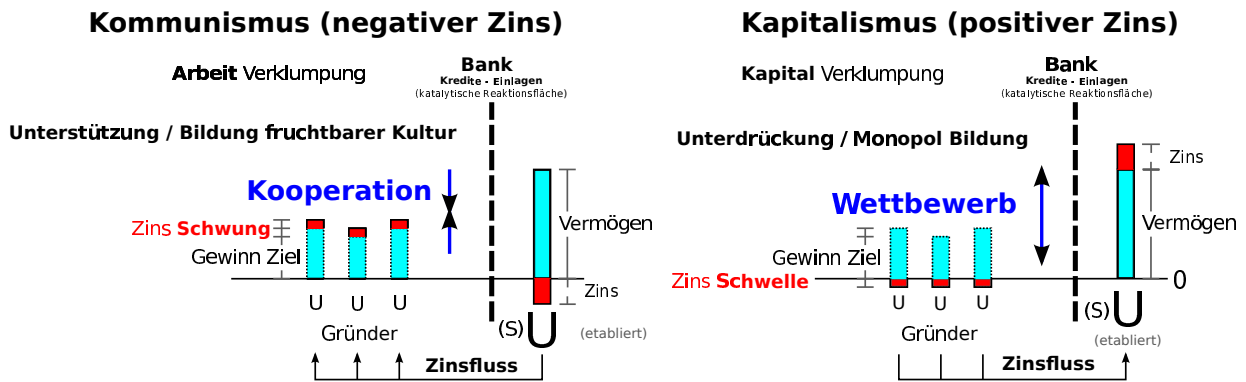 Kommunismus (negativer Zins)
Arbeit Verklumpung
Bank
Kredite - Einlagen
(katalytische Reaktionsfläche)
Unterstützung / Bildung fruchtbarer Kultur
Kooperation
Zins Schwung
Gewinn Ziel
Vermögen
Zins
U U U
Gründer
(S) U
(etabliert)
Zinsfluss
Kapitalismus (positiver Zins)
Kapital Verklumpung
Bank
Kredite - Einlagen
(katalytische Reaktionsfläche)
Unterdrückung / Monopol Bildung
Zins
Wettbewerb
Vermögen
Gewinn Ziel
Zins Schwelle
0
U U U
Gründer
(S) U
(etabliert)
Zinsfluss